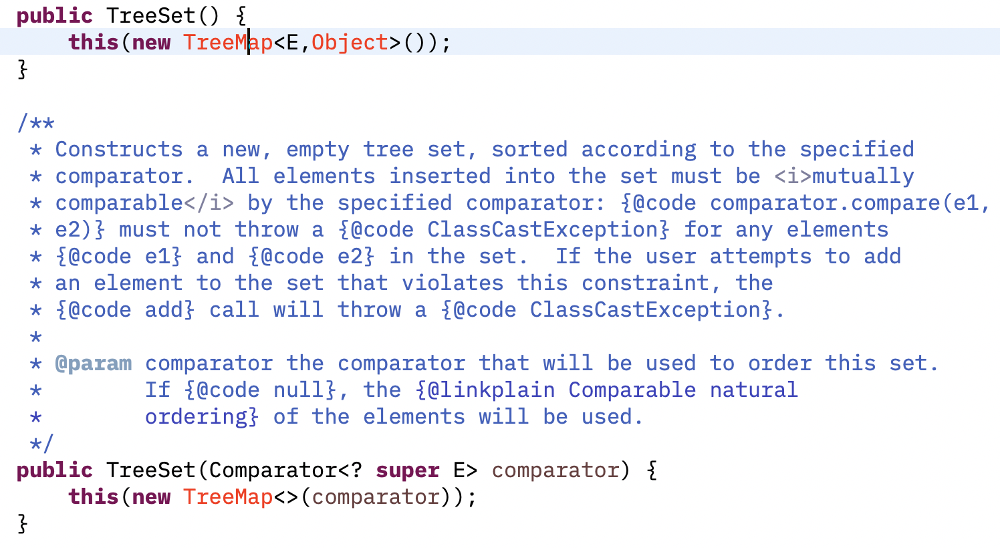 public TreeSet() {
    this(new TreeMap<E,Object>());
}
/**
 * Constructs a new, empty tree set, sorted according to the specified
 * comparator.  All elements inserted into the set must be <i>mutually
 * comparable</i> by the specified comparator: {@code comparator.compare(e1,
 * e2)} must not throw a {@code ClassCastException} for any elements
 * {@code e1} and {@code e2} in the set.  If the user attempts to add
 * an element to the set that violates this constraint, the
 * {@code add} call will throw a {@code ClassCastException}.
 *
 * @param comparator the comparator that will be used to order this set.
 *        If {@code null}, the {@linkplain Comparable natural
 *        ordering} of the elements will be used.
 */
public TreeSet(Comparator<? super E> comparator) {
    this(new TreeMap<>(comparator));
}